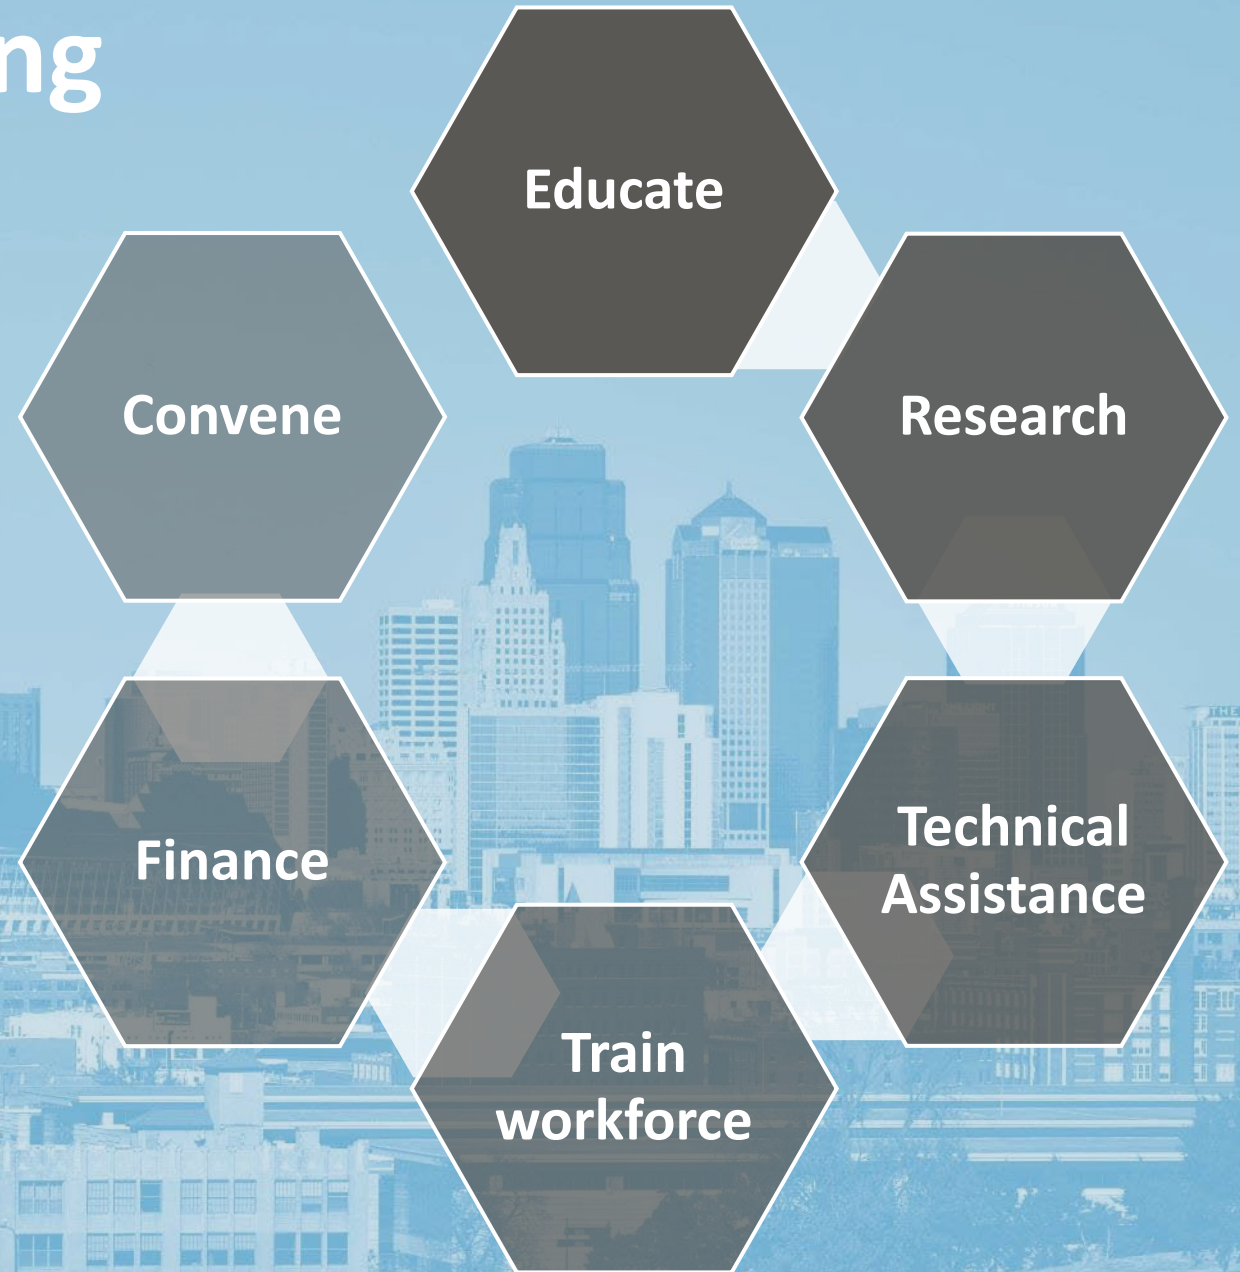 ng
Educate
Convene
Research
Finance
Technical
Assistance
Train
workforce